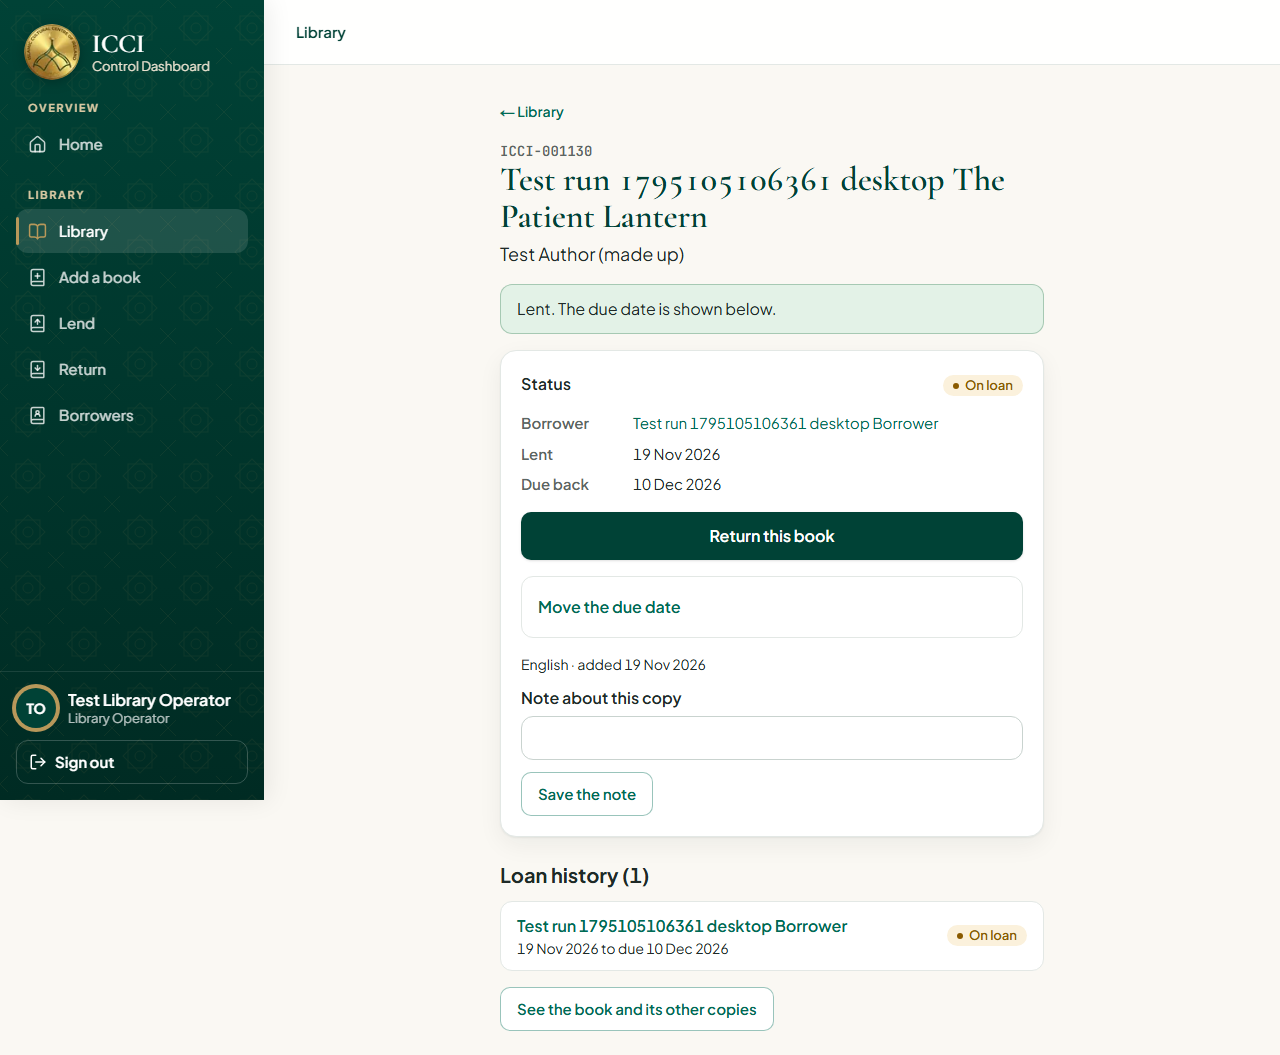 ICCI
Control Dashboard
OVERVIEW
Home
LIBRARY
Library
Add a book
Lend
Return
Borrowers
TO
Test Library Operator
Library Operator
Sign out
Library
← Library
ICCI-001130
Test run 1795105106361 desktop The
Patient Lantern
Test Author (made up)
Lent. The due date is shown below.
Status
On loan
Borrower
Test run 1795105106361 desktop Borrower
Lent
19 Nov 2026
Due back
10 Dec 2026
Return this book
Move the due date
English · added 19 Nov 2026
Note about this copy
Save the note
Loan history (1)
Test run 1795105106361 desktop Borrower
On loan
19 Nov 2026 to due 10 Dec 2026
See the book and its other copies